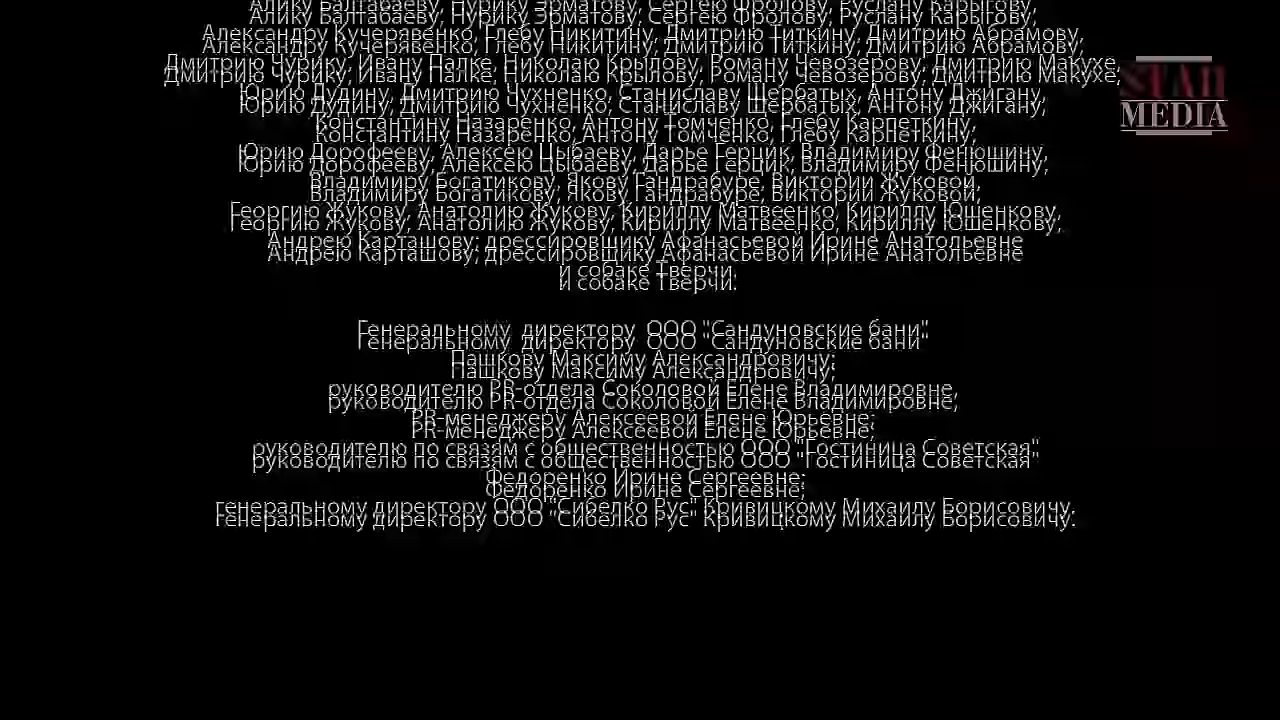 Алику Балтабаеву, Нурику Эрматову, Сергею Фролову, Руслану Карыгову,
Александру Кучерявенко, Глебу Никитину, Дмитрию Титкину, Дмитрию Абрамову,
Дмитрию Чурику, Ивану Палке, Николаю Крылову, Роману Чевозерову, Дмитрию Макухе,
Юрию Дудину, Дмитрию Чухненко, Станиславу Щербатых, Антону Джигану,
Константину Назаренко, Антону Томченко, Глебу Карпеткину,
Юрию Дорофееву, Алексею Цыбаеву, Дарье Герцик, Владимиру Фенюшину,
Владимиру Богатикову, Якову Гандрабуре, Виктории Жуковой,
Георгию Жукову, Анатолию Жукову, Кириллу Матвеенко, Кириллу Юшенкову,
Андрею Карташову; дрессировщику Афанасьевой Ирине Анатольевне
и собаке Тверчи.
Генеральному директору ООО "Сандуновские бани"
Пашкову Максиму Александровичу;
руководителю PR-отдела Соколовой Елене Владимировне,
PR-менеджеру Алексеевой Елене Юрьевне;
руководителю по связям с общественностью ООО "Гостиница Советская"
Федоренко Ирине Сергеевне;
генеральному директору ООО "Сибелко Рус" Кривицкому Михаилу Борисовичу.
STAR
MEDIA